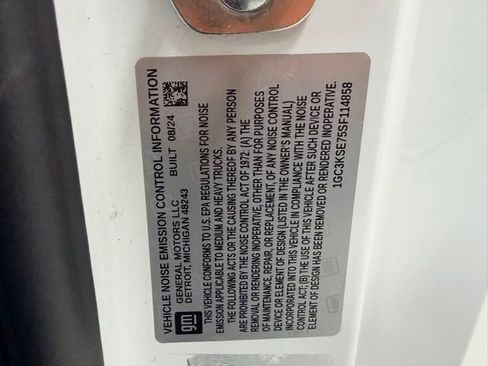 VEHICLE NOISE EMISSION CONTROL INFORMATION
gm
GENERAL MOTORS LLC
DETROIT, MICHIGAN 48243
BUILT 08/24
THIS VEHICLE CONFORMS TO U.S. EPA REGULATIONS FOR NOISE
EMISSION APPLICABLE TO MEDIUM AND HEAVY TRUCKS.
THE FOLLOWING ACTS OR THE CAUSING THEREOF BY ANY PERSON
ARE PROHIBITED BY THE NOISE CONTROL ACT OF 1972: (A) THE
REMOVAL OR RENDERING INOPERATIVE, OTHER THAN FOR PURPOSES
OF MAINTENANCE, REPAIR, OR REPLACEMENT, OF ANY NOISE CONTROL
DEVICE OR ELEMENT OF DESIGN (LISTED IN THE OWNER'S MANUAL)
INCORPORATED INTO THIS VEHICLE IN COMPLIANCE WITH THE NOISE
CONTROL ACT; (B) THE USE OF THIS VEHICLE AFTER SUCH DEVICE OR
ELEMENT OF DESIGN HAS BEEN REMOVED OR RENDERED INOPERATIVE.
1GC3KSE75SF114858